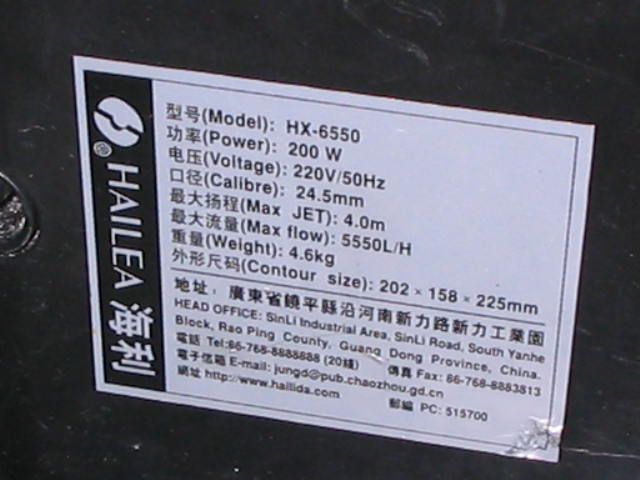 型号(Model): HX-6550
功率(Power): 200 W
电压(Voltage): 220V/50Hz
口径(Calibre): 24.5mm
最大扬程(Max JET): 4.0m
最大流量(Max flow): 5550L/H
重量(Weight): 4.6kg
外形尺码(Contour size): 202 × 158 × 225mm
地址: 廣東省饒平縣沿河南新力路新力工業園
HEAD OFFICE: SinLi Industrial Area, SinLi Road, South Yanhe
Block, Rao Ping County, Guang Dong Province, China.
電話 Tel:86-768-8888888 (20綫) 傳真 Fax: 86-768-8883813
電子信箱 E-mail: jungd@pub.chaozhou.gd.cn
網址 http://www.hailida.com 郵編 PC: 515700
® HAILEA 海利